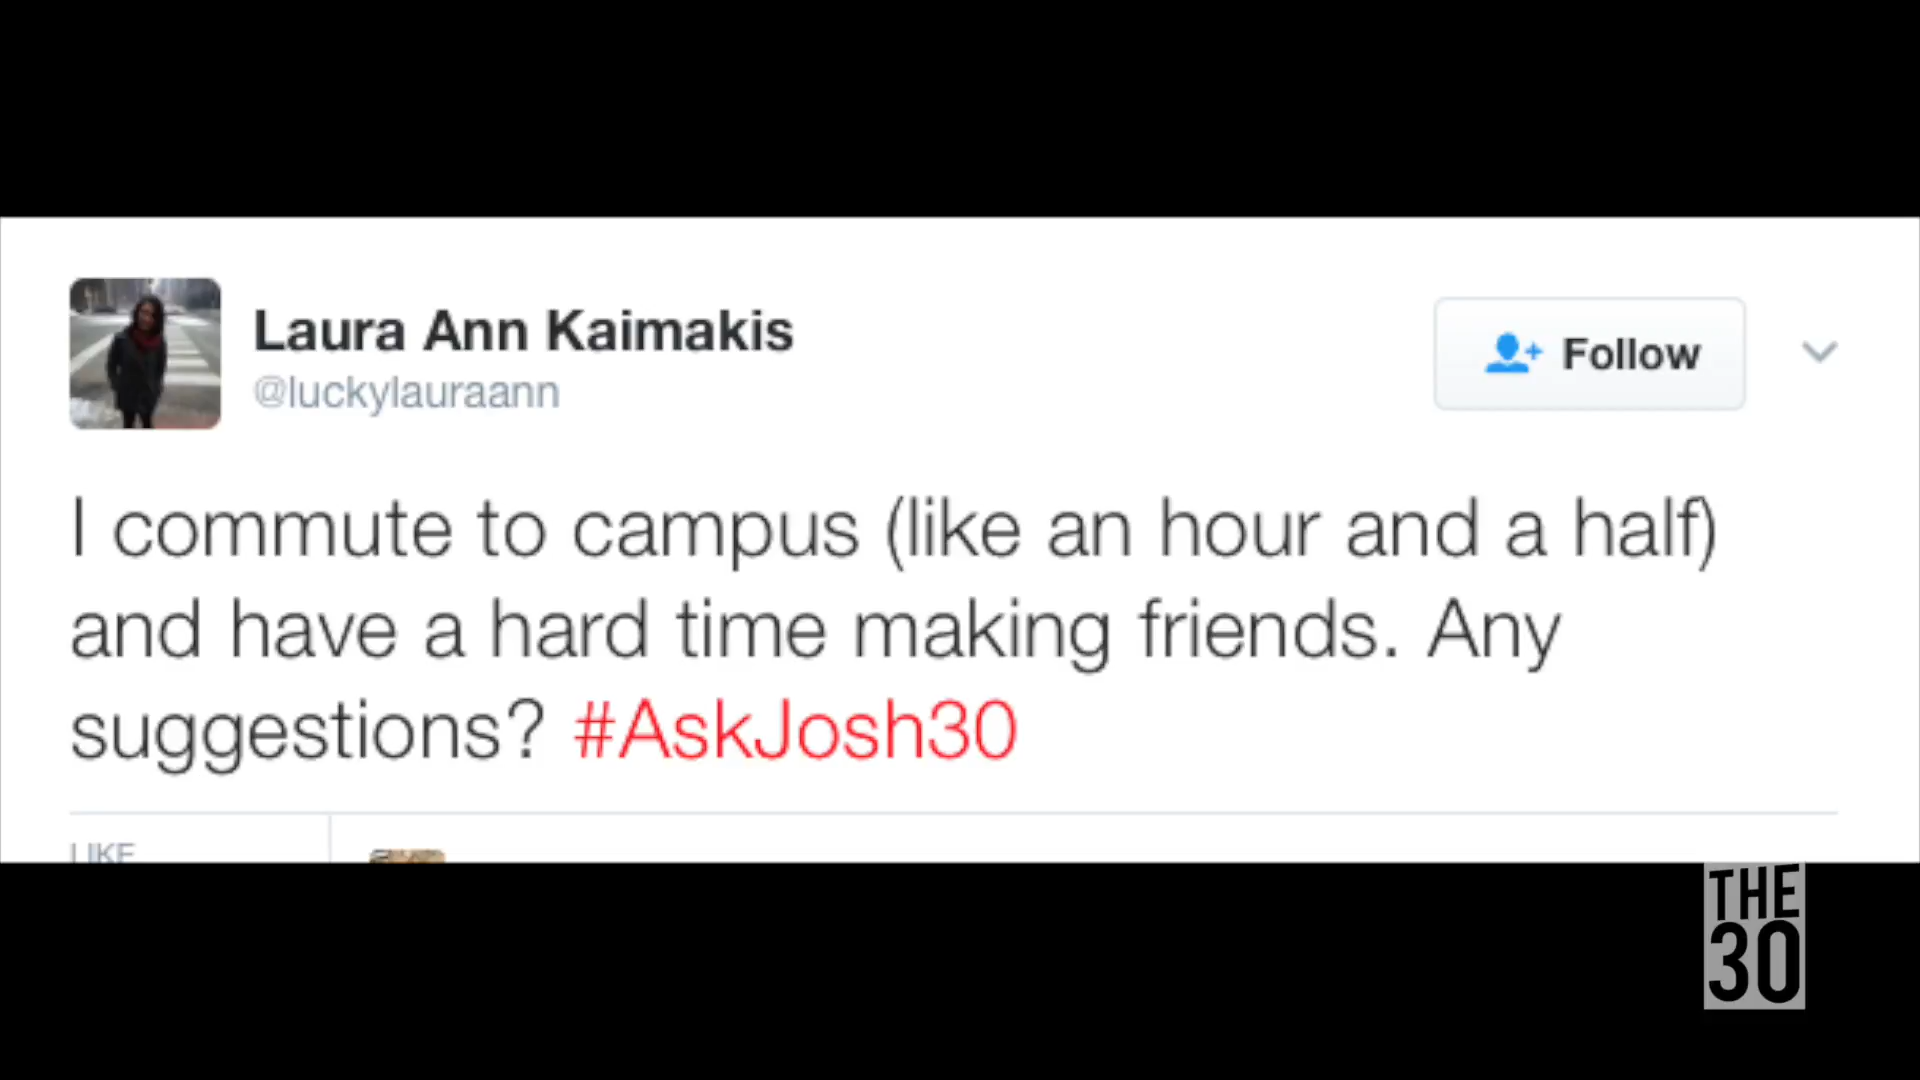 Laura Ann Kaimakis
@luckylauraann
Follow
I commute to campus (like an hour and a half)
and have a hard time making friends. Any
suggestions? #AskJosh30
LIKE
THE
30